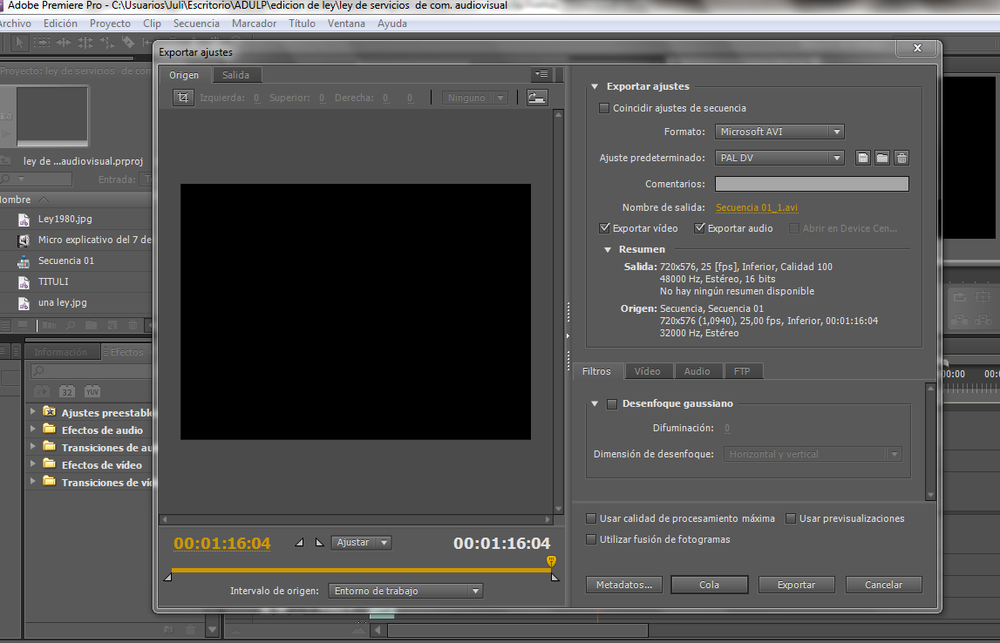 Adobe Premiere Pro - C:\Usuarios\Juli\Escritorio\ADULP\edicion de ley\ley de servicios  de com. audiovisual
Archivo Edición Proyecto Clip Secuencia Marcador Título Ventana Ayuda
Exportar ajustes
Proyecto: ley de servicios de com
Origen Salida
Izquierda: 0 Superior: 0 Derecha: 0 0 Ninguno
ley de ...audiovisual.prproj
Entrada:
Nombre
Ley1980.jpg
Micro explicativo del 7 de
Secuencia 01
TITULI
una ley.jpg
Información Efectos
32 YUV
Ajustes preestable
Efectos de audio
Transiciones de au
Efectos de vídeo
Transiciones de víd
00:01:16:04 Ajustar 00:01:16:04
Intervalo de origen: Entorno de trabajo
Exportar ajustes
Coincidir ajustes de secuencia
Formato: Microsoft AVI
Ajuste predeterminado: PAL DV
Comentarios:
Nombre de salida: Secuencia 01_1.avi
Exportar vídeo Exportar audio Abrir en Device Cen...
Resumen
Salida: 720x576, 25 [fps], Inferior, Calidad 100
48000 Hz, Estéreo, 16 bits
No hay ningún resumen disponible
Origen: Secuencia, Secuencia 01
720x576 (1,0940), 25,00 fps, Inferior, 00:01:16:04
32000 Hz, Estéreo
Filtros Vídeo Audio FTP
Desenfoque gaussiano
Difuminación: 0
Dimensión de desenfoque: Horizontal y vertical
Usar calidad de procesamiento máxima Usar previsualizaciones
Utilizar fusión de fotogramas
Metadatos... Cola Exportar Cancelar
00:00 00: